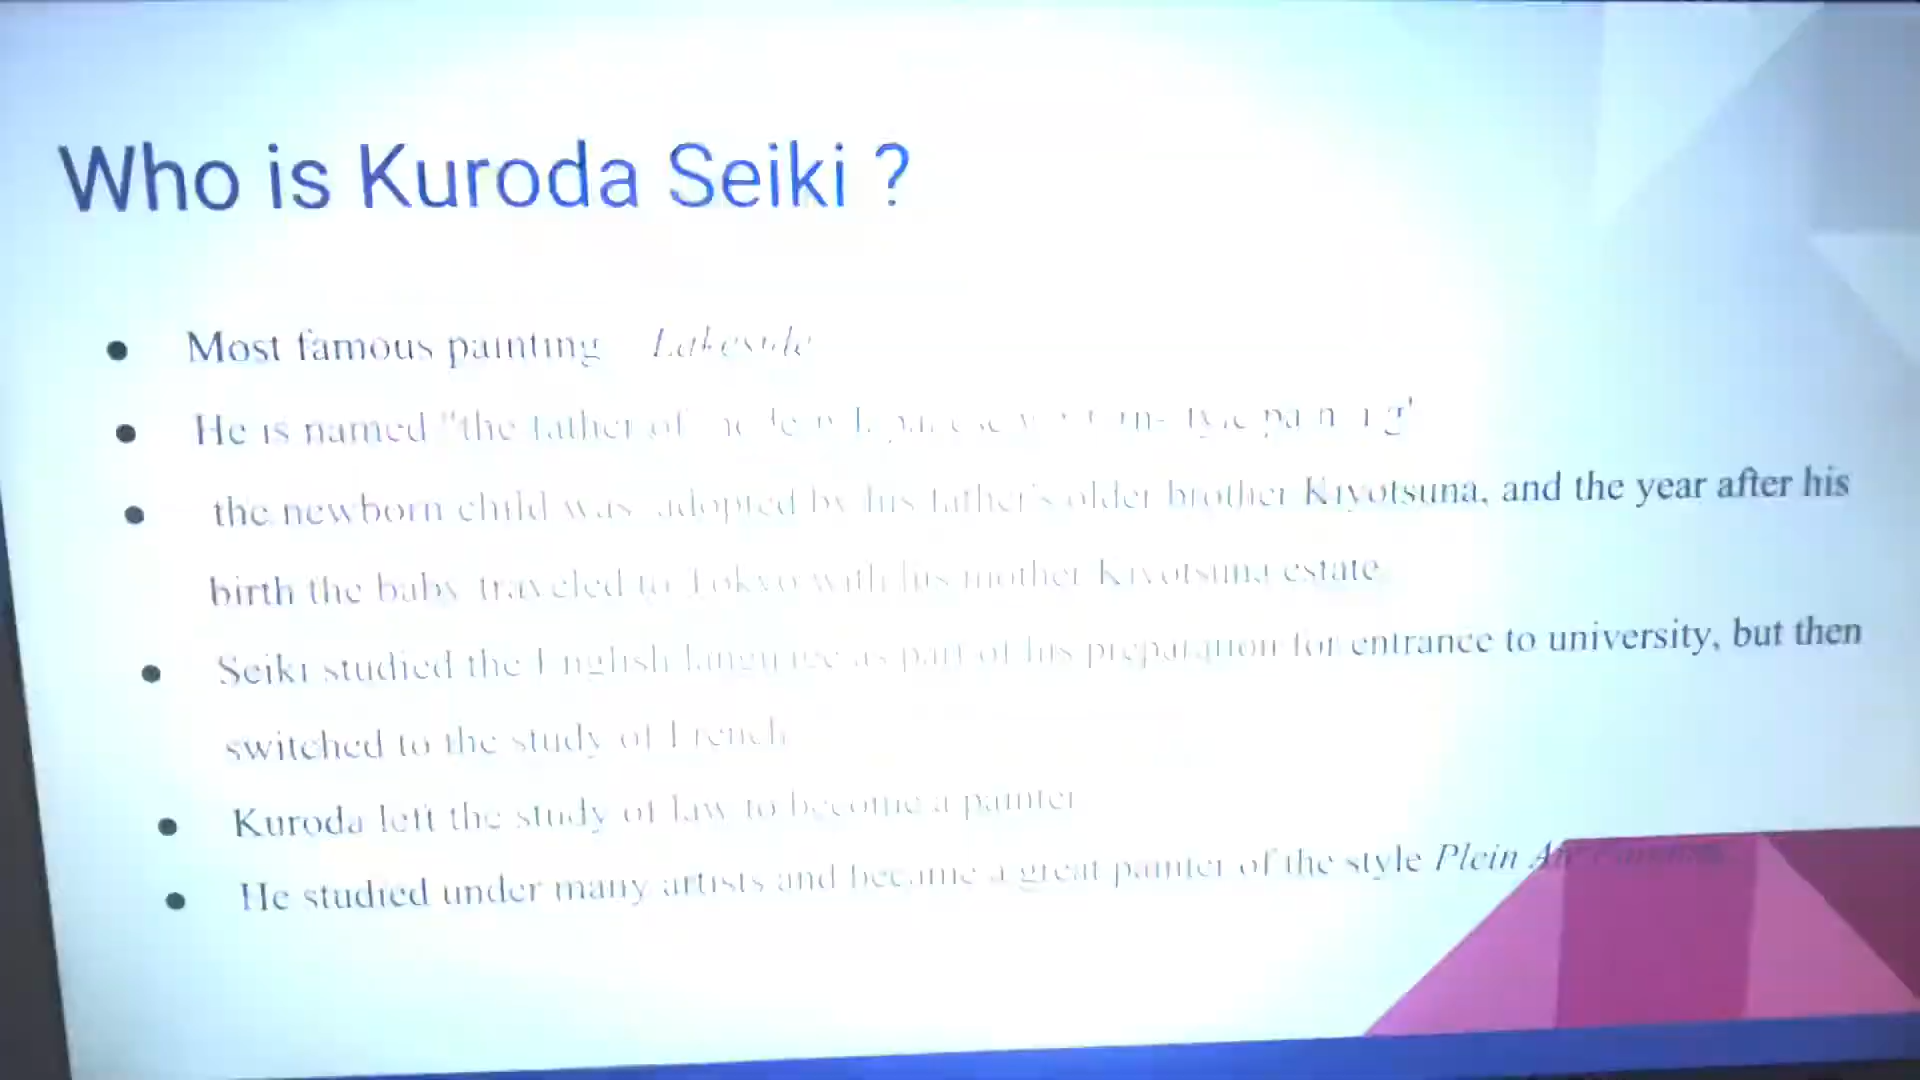 Who is Kuroda Seiki ?
● Most famous painting Lakeside
● He is named "the father of modern Japanese western-style painting"
● the newborn child was adopted by his father's older brother Kiyotsuna, and the year after his
birth the baby traveled to Tokyo with his mother Kiyotsuna estate
● Seiki studied the English language as part of his preparation for entrance to university, but then
switched to the study of French
● Kuroda left the study of law to become a painter
● He studied under many artists and became a great painter of the style Plein Air